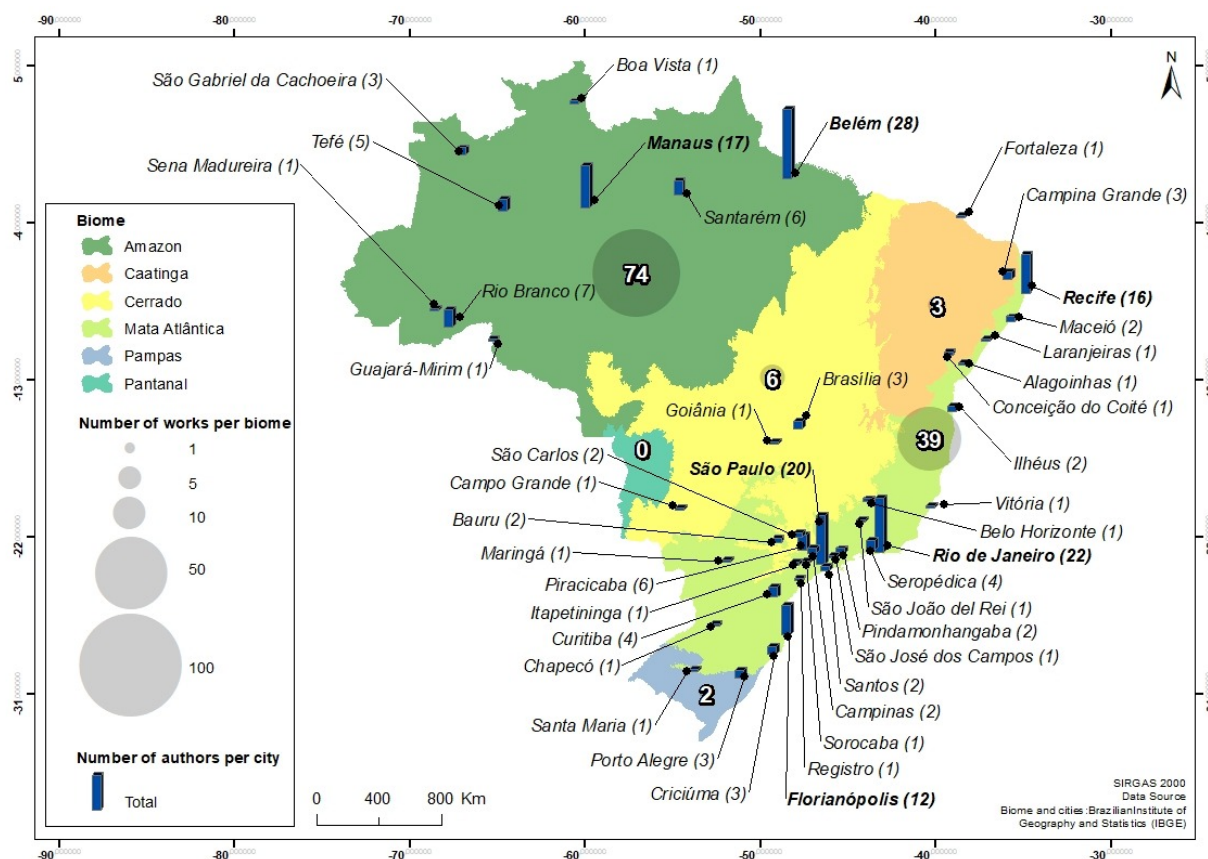 -90 -80 -70 -60 -50 -40 -30
5
São Gabriel da Cachoeira (3)
Boa Vista (1)
N
Tefé (5)
Manaus (17)
Belém (28)
Sena Madureira (1)
Santarém (6)
Fortaleza (1)
Campina Grande (3)
-4
74
Rio Branco (7)
3
Recife (16)
Maceió (2)
Laranjeiras (1)
Guajará-Mirim (1)
Alagoinhas (1)
Conceição do Coité (1)
-13
6
Brasília (3)
Goiânia (1)
39
Ilhéus (2)
0
São Carlos (2)
São Paulo (20)
Campo Grande (1)
Vitória (1)
Bauru (2)
Belo Horizonte (1)
-22
Maringá (1)
Rio de Janeiro (22)
Piracicaba (6)
Seropédica (4)
Itapetininga (1)
São João del Rei (1)
Curitiba (4)
Pindamonhangaba (2)
Chapecó (1)
São José dos Campos (1)
Santos (2)
-31
2
Campinas (2)
Santa Maria (1)
Sorocaba (1)
Porto Alegre (3)
Registro (1)
Criciúma (3)
Florianópolis (12)
Biome
Amazon
Caatinga
Cerrado
Mata Atlântica
Pampas
Pantanal
Number of works per biome
1
5
10
50
100
Number of authors per city
Total
0 400 800 Km
SIRGAS 2000
Data Source
Biome and cities:BrazilianInstitute of
Geography and Statistics (IBGE)
-90 -80 -70 -60 -50 -40 -30